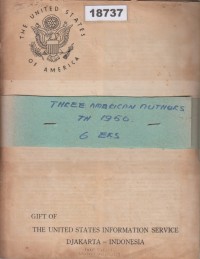 18737
THE UNITED STATES
OF AMERICA
THREE AMERICAN AUTHORS
TH 1960
6 EKS
GIFT OF
THE UNITED STATES INFORMATION SERVICE
DJAKARTA - INDONESIA